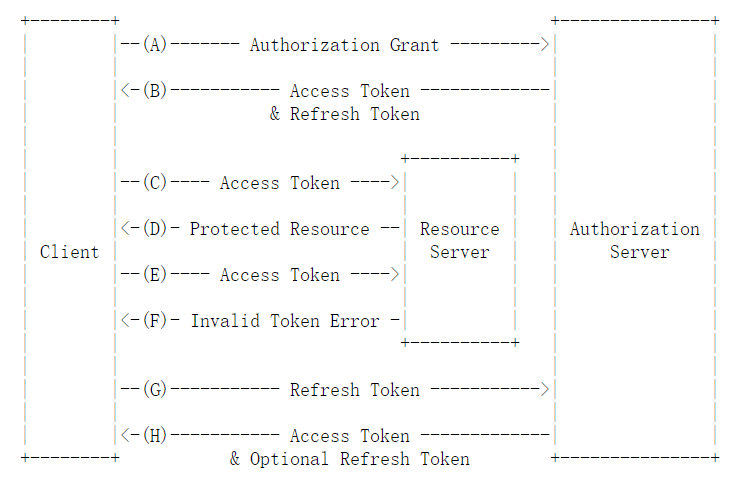 +--------+                                           +---------------+
|        |--(A)------- Authorization Grant --------->|               |
|        |                                           |               |
|        |<-(B)----------- Access Token -------------|               |
|        |               & Refresh Token             |               |
|        |                                           |               |
|        |                            +----------+   |               |
|        |--(C)---- Access Token ---->|          |   |               |
|        |                            |          |   |               |
|        |<-(D)- Protected Resource --| Resource |   | Authorization |
| Client |                            |  Server  |   |     Server    |
|        |--(E)---- Access Token ---->|          |   |               |
|        |                            |          |   |               |
|        |<-(F)- Invalid Token Error -|          |   |               |
|        |                            +----------+   |               |
|        |                                           |               |
|        |--(G)----------- Refresh Token ----------->|               |
|        |                                           |               |
|        |<-(H)----------- Access Token -------------|               |
+--------+           & Optional Refresh Token        +---------------+